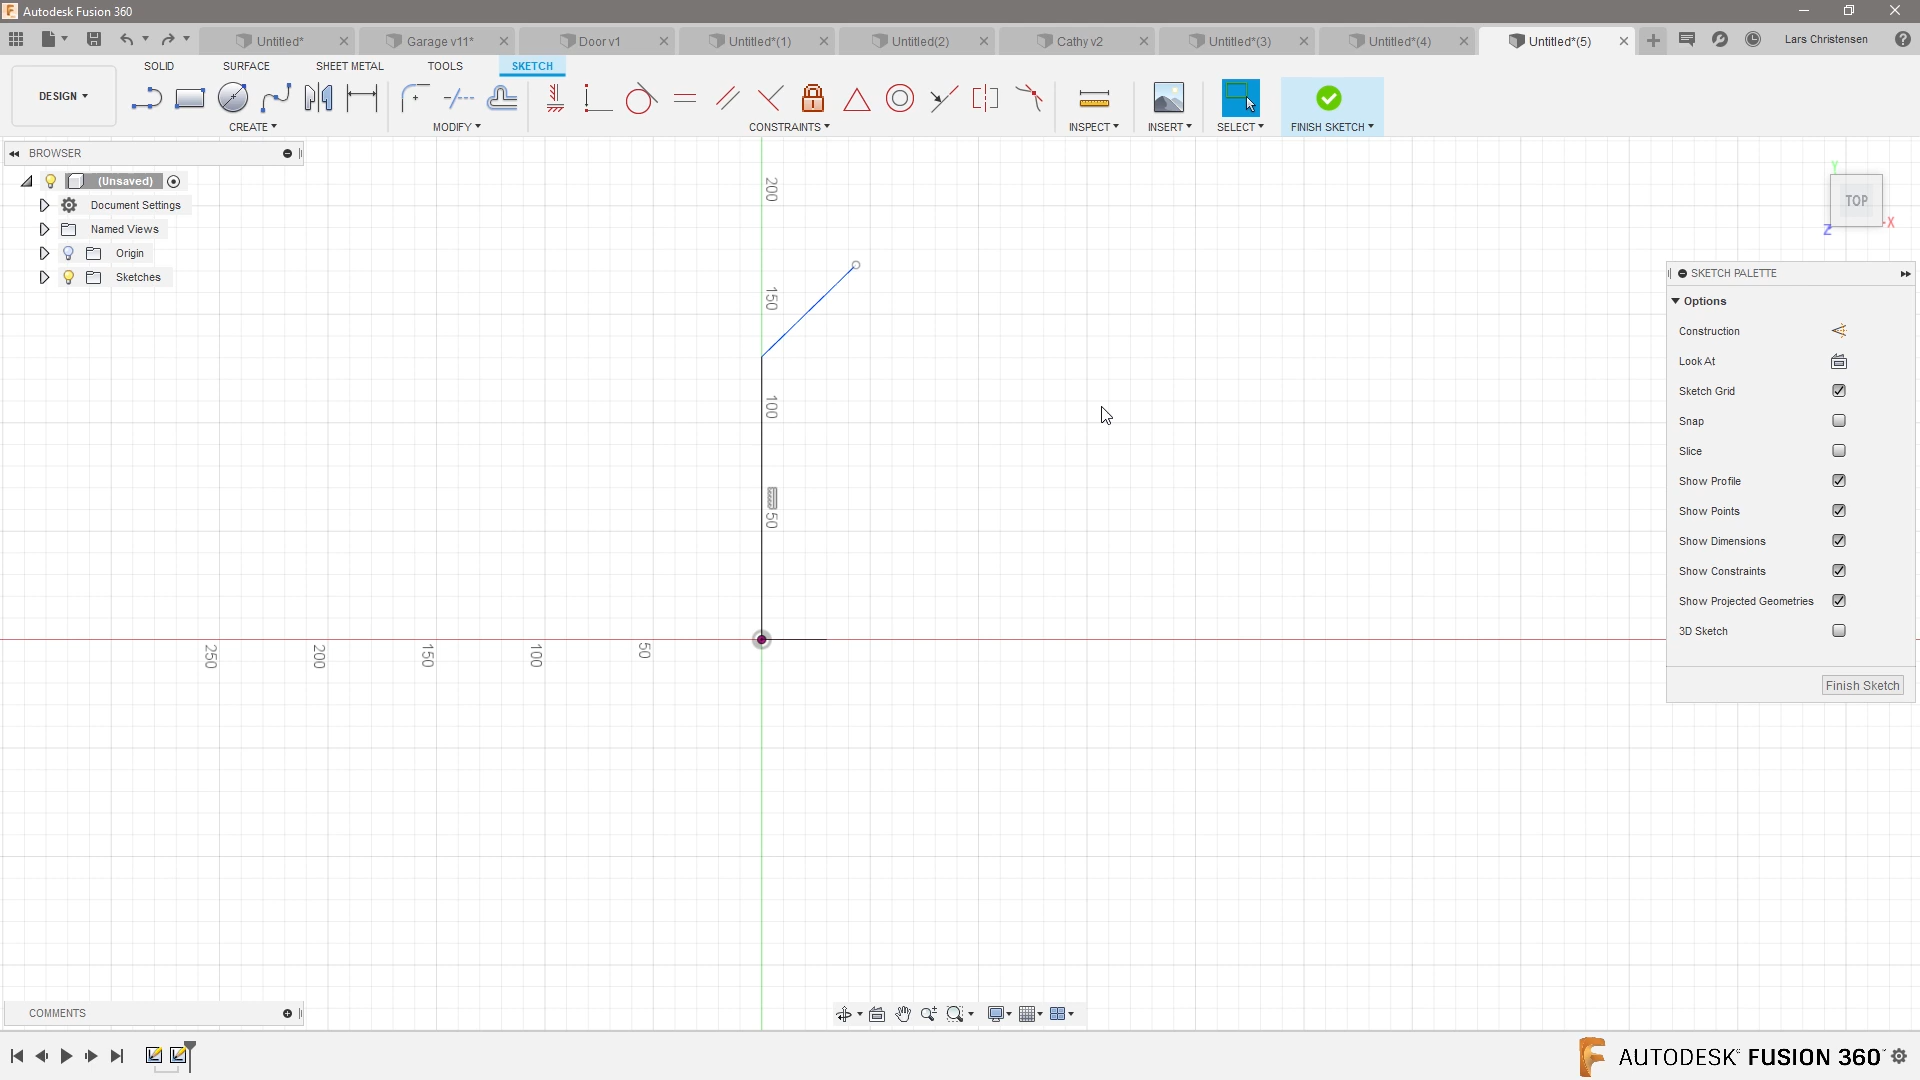 Autodesk Fusion 360
Untitled*
Garage v11*
Door v1
Untitled*(1)
Untitled(2)
Cathy v2
Untitled*(3)
Untitled*(4)
Untitled*(5)
Lars Christensen
DESIGN
SOLID
SURFACE
SHEET METAL
TOOLS
SKETCH
CREATE
MODIFY
CONSTRAINTS
INSPECT
INSERT
SELECT
FINISH SKETCH
BROWSER
(Unsaved)
Document Settings
Named Views
Origin
Sketches
200
150
100
50
250
200
150
100
50
Y
TOP
X
Z
SKETCH PALETTE
Options
Construction
Look At
Sketch Grid
Snap
Slice
Show Profile
Show Points
Show Dimensions
Show Constraints
Show Projected Geometries
3D Sketch
Finish Sketch
COMMENTS
AUTODESK FUSION 360